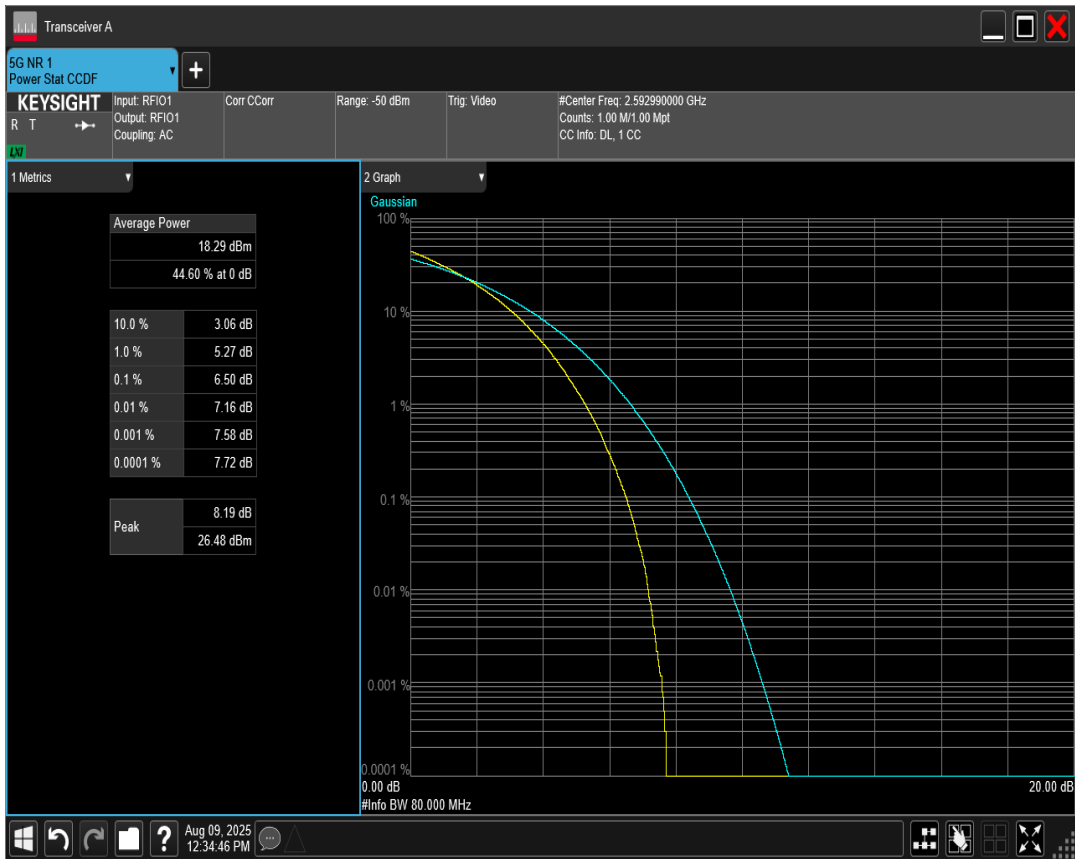 Transceiver A
5G NR 1
Power Stat CCDF
+
KEYSIGHT
R T
LXI
Input: RFIO1
Output: RFIO1
Coupling: AC
Corr CCorr
Range: -50 dBm
Trig: Video
#Center Freq: 2.592990000 GHz
Counts: 1.00 M/1.00 Mpt
CC Info: DL, 1 CC
1 Metrics
Average Power
18.29 dBm
44.60 % at 0 dB
10.0 % 3.06 dB
1.0 % 5.27 dB
0.1 % 6.50 dB
0.01 % 7.16 dB
0.001 % 7.58 dB
0.0001 % 7.72 dB
Peak
8.19 dB
26.48 dBm
2 Graph
Gaussian
100 %
10 %
1 %
0.1 %
0.01 %
0.001 %
0.0001 %
0.00 dB 20.00 dB
#Info BW 80.000 MHz
?
Aug 09, 2025
12:34:46 PM